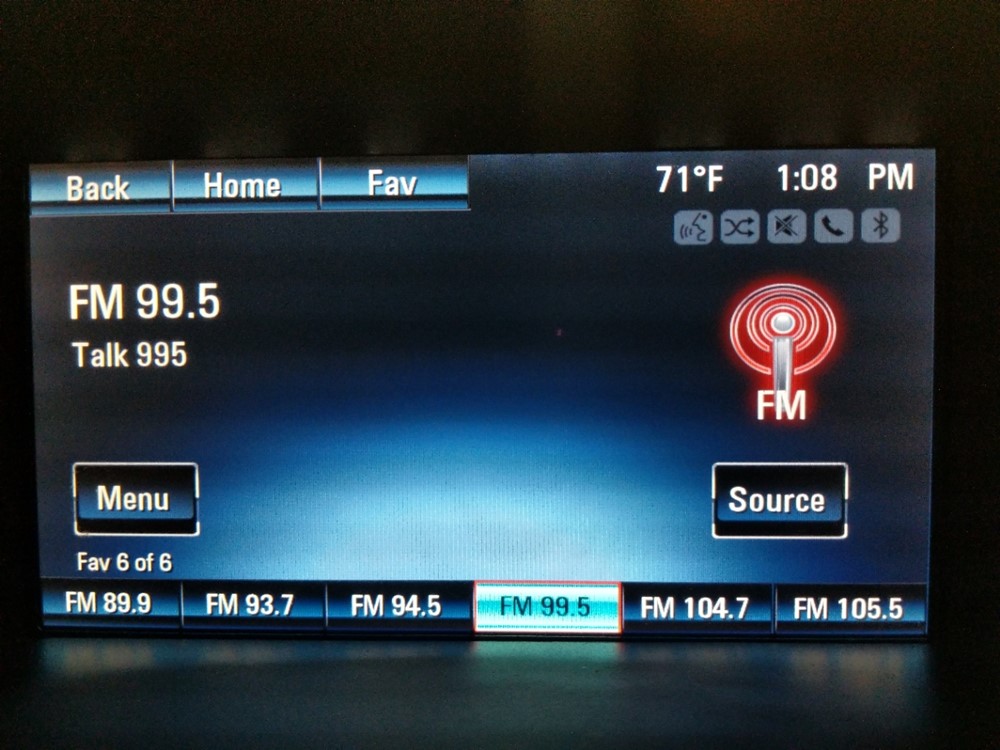 Back Home Fav 71°F 1:08 PM
FM 99.5
Talk 995
FM
Menu Source
Fav 6 of 6
FM 89.9 FM 93.7 FM 94.5 FM 99.5 FM 104.7 FM 105.5